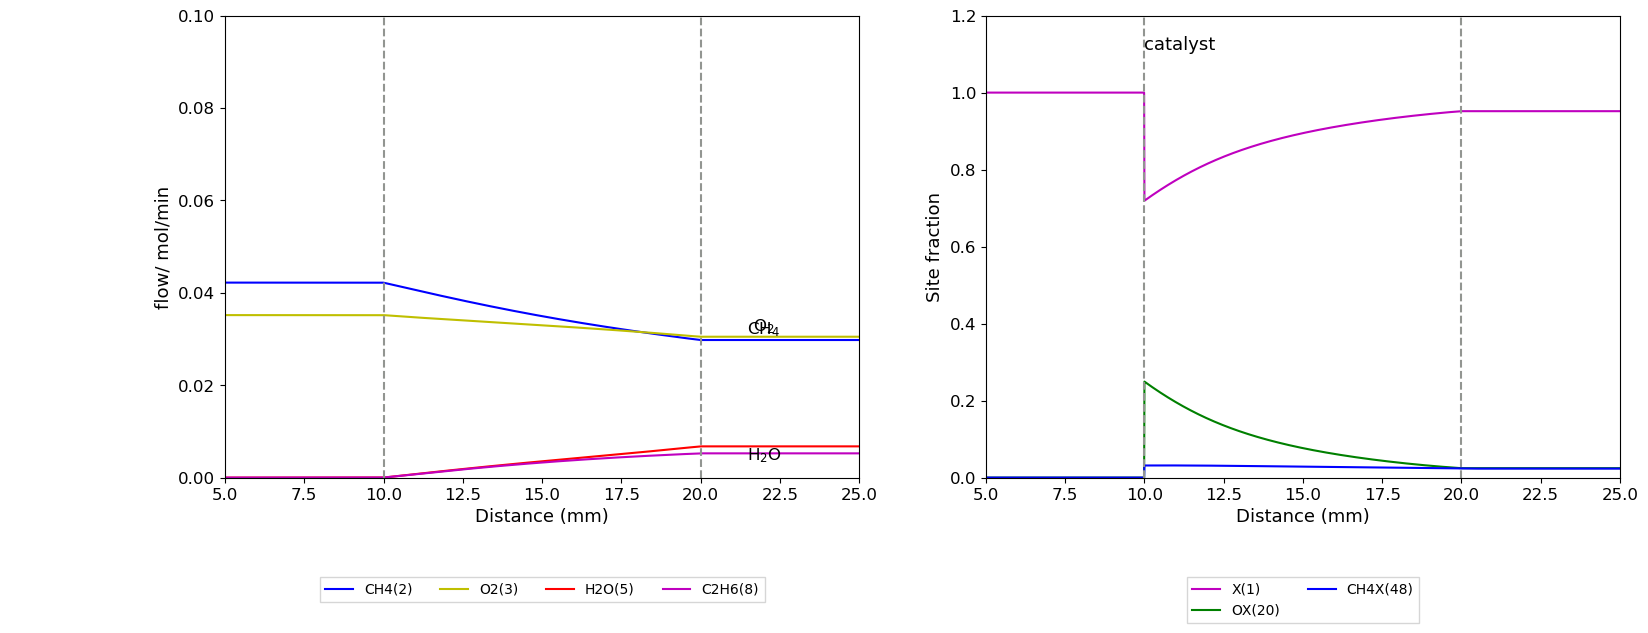 0.10
0.08
0.06
0.04
0.02
0.00
flow/ mol/min
O₂
CH₄
H₂O
5.0 7.5 10.0 12.5 15.0 17.5 20.0 22.5 25.0
Distance (mm)
CH4(2) O2(3) H2O(5) C2H6(8)
1.2
1.0
0.8
0.6
0.4
0.2
0.0
Site fraction
catalyst
5.0 7.5 10.0 12.5 15.0 17.5 20.0 22.5 25.0
Distance (mm)
X(1) CH4X(48)
OX(20)